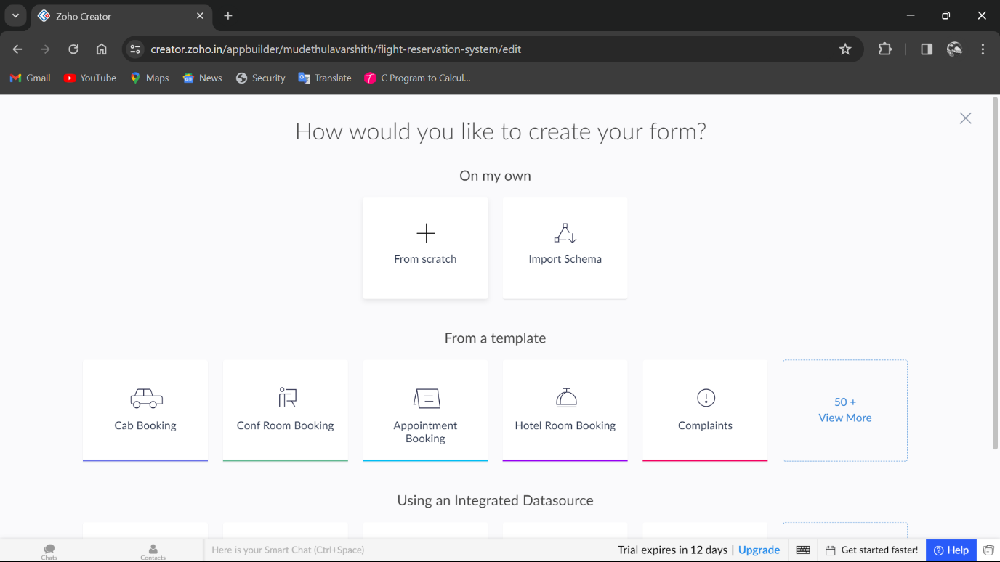 Zoho Creator
creator.zoho.in/appbuilder/mudethulavarshith/flight-reservation-system/edit
Gmail YouTube Maps News Security Translate C Program to Calcul...
How would you like to create your form?
On my own
From scratch Import Schema
From a template
Cab Booking Conf Room Booking Appointment Booking Hotel Room Booking Complaints 50 + View More
Using an Integrated Datasource
Chats Contacts Here is your Smart Chat (Ctrl+Space) Trial expires in 12 days | Upgrade Get started faster! Help